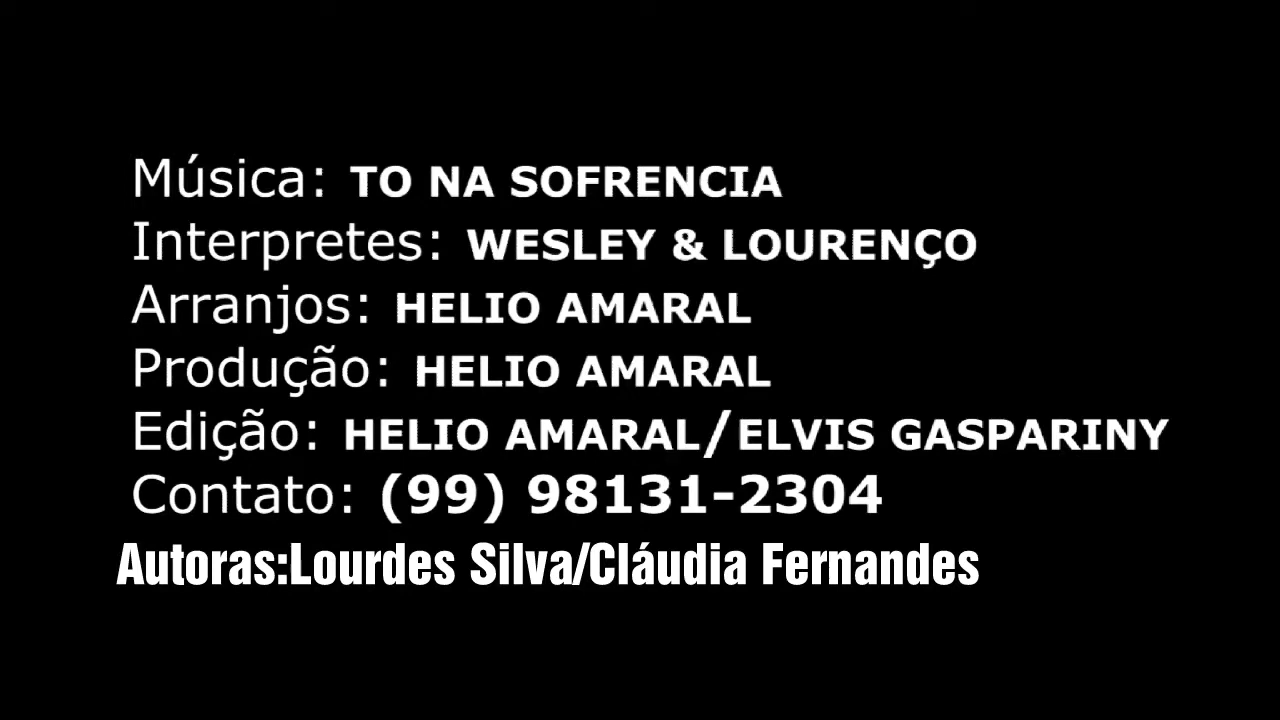 Música: TO NA SOFRENCIA
Interpretes: WESLEY & LOURENÇO
Arranjos: HELIO AMARAL
Produção: HELIO AMARAL
Edição: HELIO AMARAL/ELVIS GASPARINY
Contato: (99) 98131-2304
Autoras:Lourdes Silva/Cláudia Fernandes